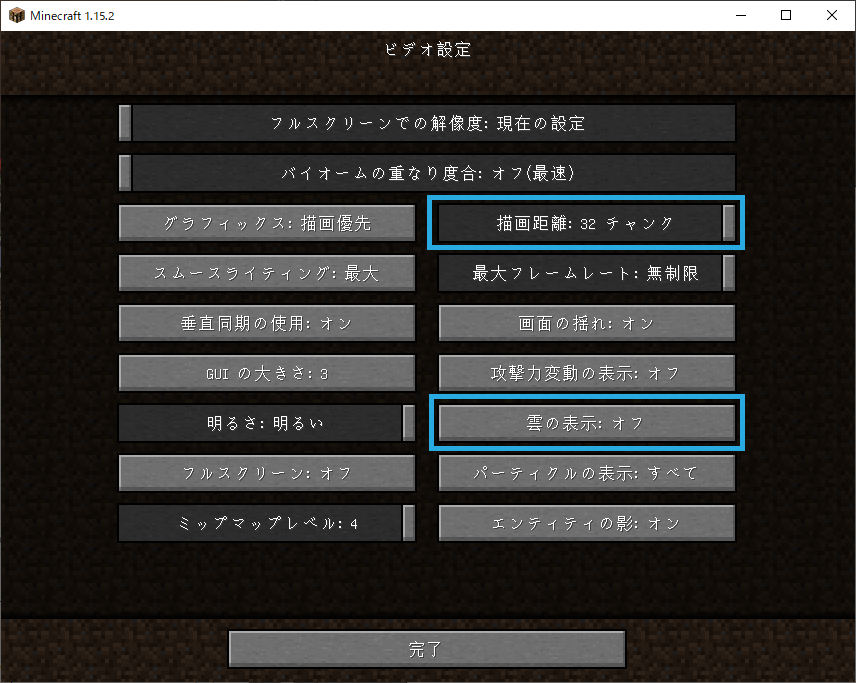 Minecraft 1.15.2
ビデオ設定
フルスクリーンでの解像度: 現在の設定
バイオームの重なり度合: オフ(最速)
グラフィックス: 描画優先
描画距離: 32 チャンク
スムースライティング: 最大
最大フレームレート: 無制限
垂直同期の使用: オン
画面の揺れ: オン
GUI の大きさ: 3
攻撃力変動の表示: オフ
明るさ: 明るい
雲の表示: オフ
フルスクリーン: オフ
パーティクルの表示: すべて
ミップマップレベル: 4
エンティティの影: オン
完了